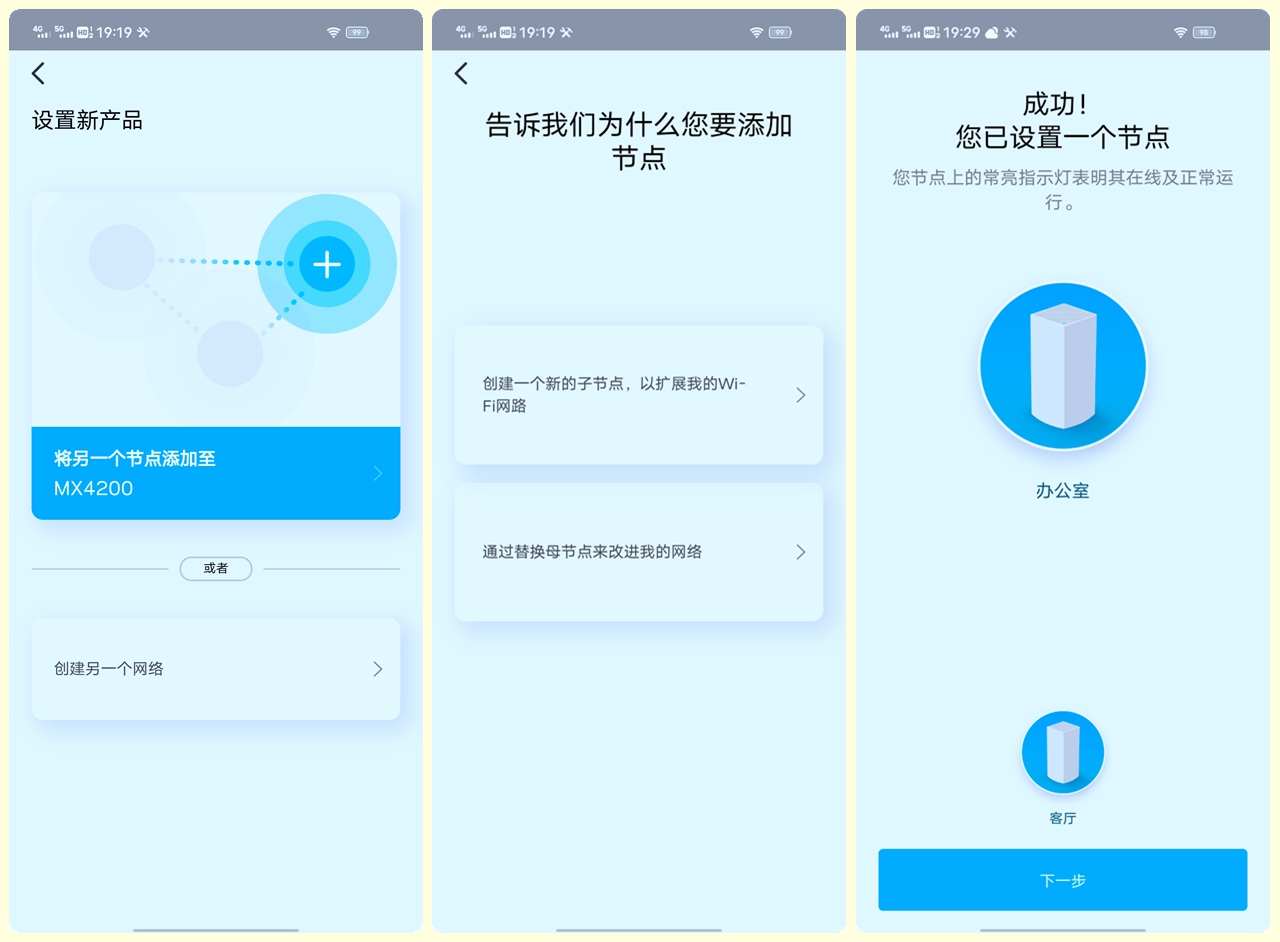 4G 5G HD 1 2 19:19 99
设置新产品
将另一个节点添加至
MX4200
或者
创建另一个网络
4G 5G HD 1 2 19:19 99
告诉我们为什么您要添加
节点
创建一个新的子节点，以扩展我的Wi-
Fi网路
通过替换母节点来改进我的网络
4G 5G HD 1 2 19:29 98
成功！
您已设置一个节点
您节点上的常亮指示灯表明其在线及正常运
行。
办公室
客厅
下一步